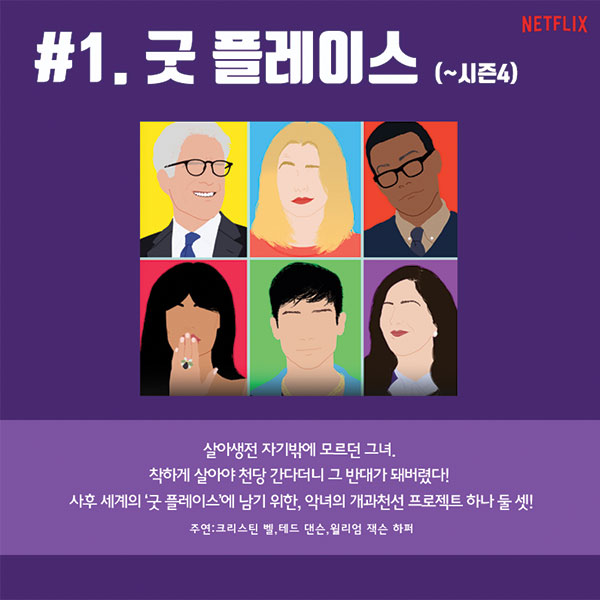 NETFLIX
#1. 굿 플레이스 (~시즌4)
살아생전 자기밖에 모르던 그녀.
착하게 살아야 천당 간다더니 그 반대가 돼버렸다!
사후 세계의 '굿 플레이스'에 남기 위한, 악녀의 개과천선 프로젝트 하나 둘 셋!
주연:크리스틴 벨,테드 댄슨,윌리엄 잭슨 하퍼